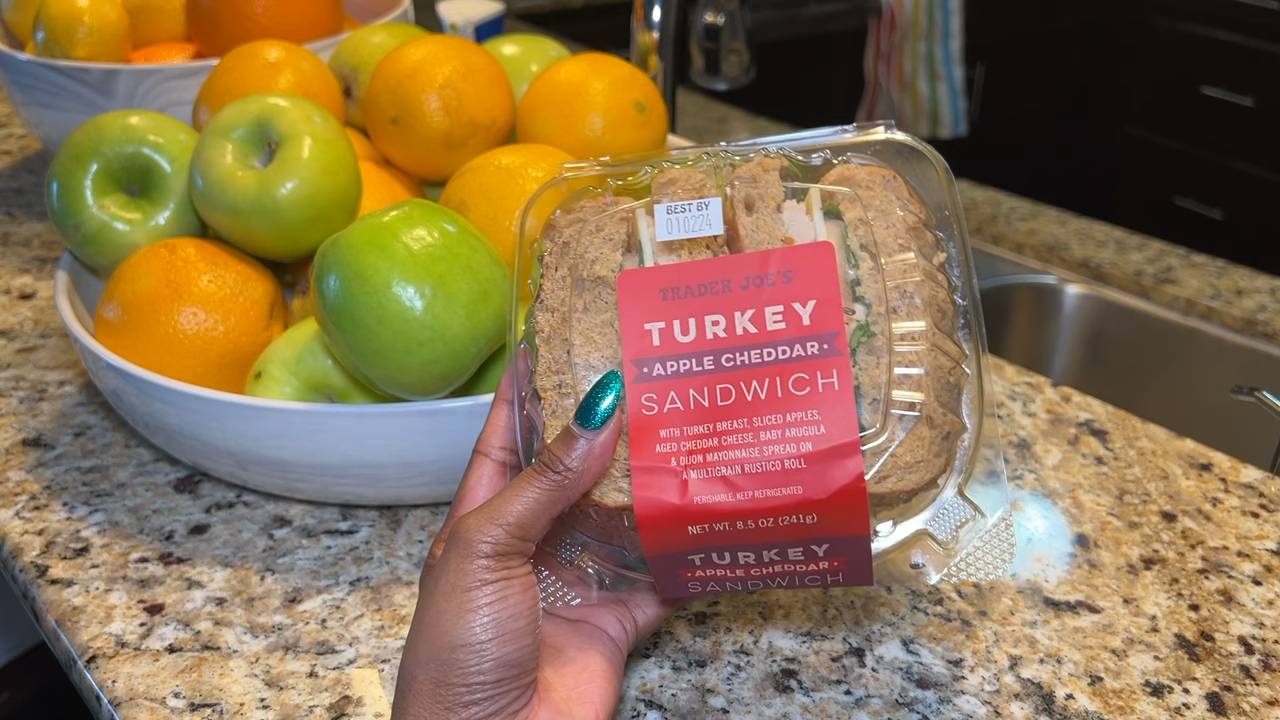 BEST BY
010224
TRADER JOE'S
TURKEY
• APPLE CHEDDAR •
SANDWICH
WITH TURKEY BREAST, SLICED APPLES,
AGED CHEDDAR CHEESE, BABY ARUGULA
& DIJON MAYONNAISE SPREAD ON
A MULTIGRAIN RUSTICO ROLL
PERISHABLE, KEEP REFRIGERATED
NET WT. 8.5 OZ (241g)
TURKEY
• APPLE CHEDDAR •
SANDWICH